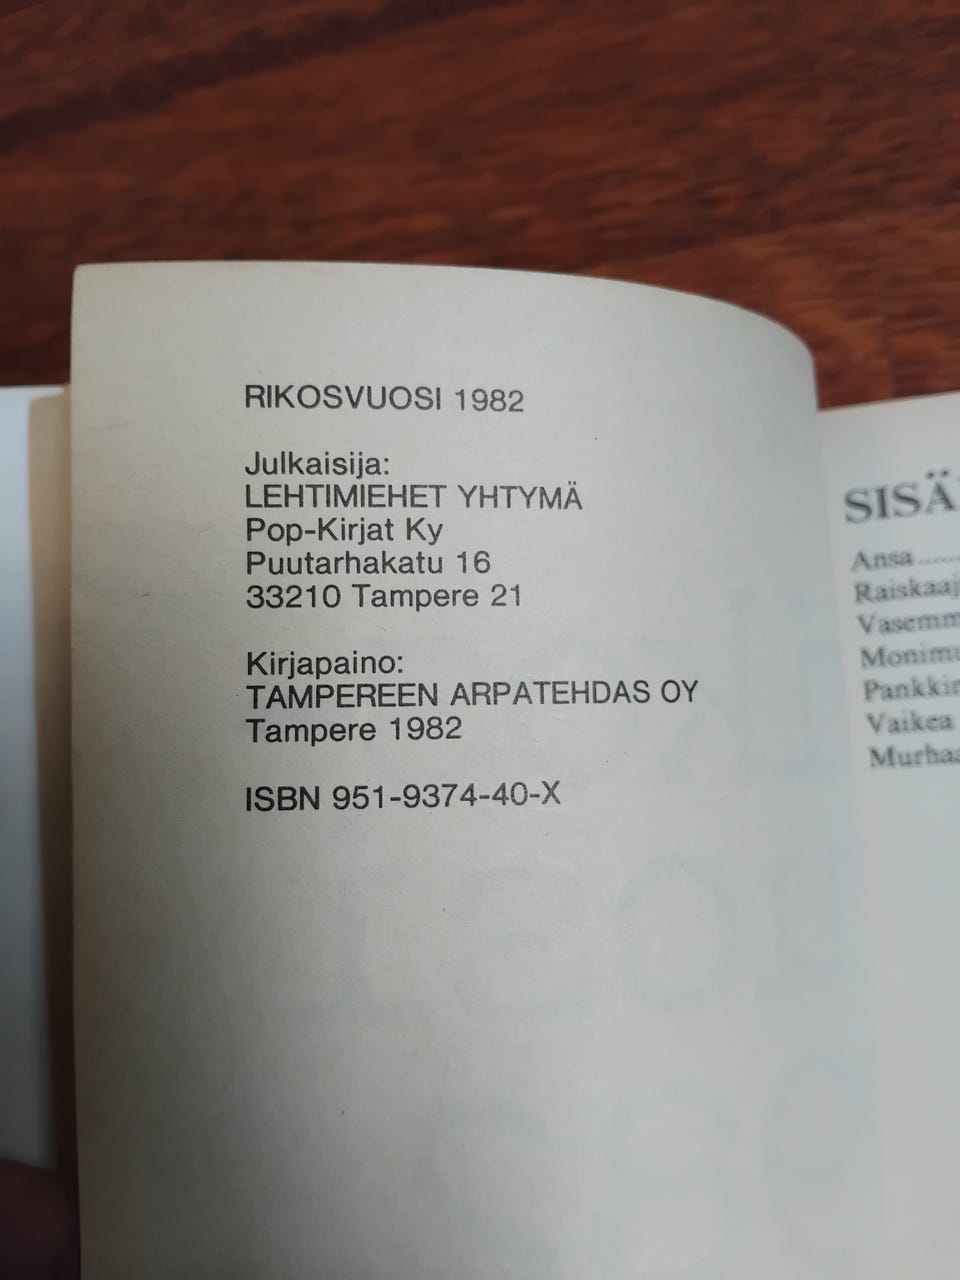 RIKOSVUOSI 1982
Julkaisija:
LEHTIMIEHET YHTYMÄ
Pop-Kirjat Ky
Puutarhakatu 16
33210 Tampere 21
Kirjapaino:
TAMPEREEN ARPATEHDAS OY
Tampere 1982
ISBN 951-9374-40-X
SISÄ
Ansa......
Raiskaaj
Vasemm
Monimu
Pankkir
Vaikea
Murhaa